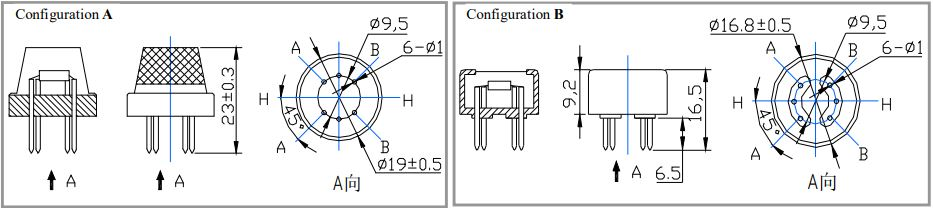 Configuration A
ø9,5
A
B
6-ø1
H
H
23±0.3
45°
A
B
ø19±0.5
A
A
A向
Configuration B
ø16.8±0.5
ø9,5
A
B
6-ø1
9,2
16,5
H
H
45°
A
B
A
6.5
A向